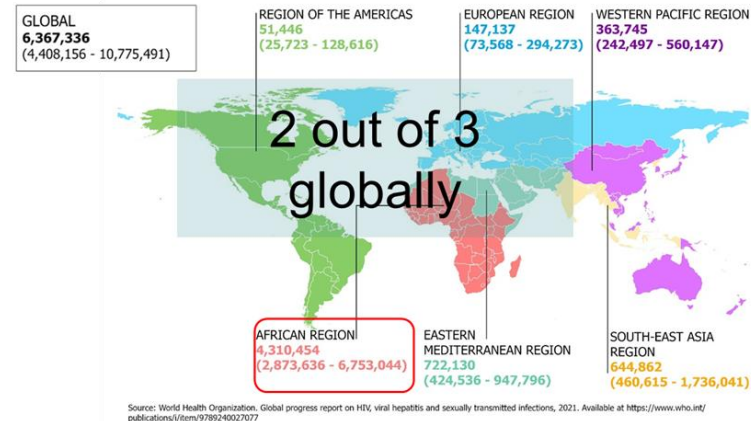 GLOBAL
6,367,336
(4,408,156 - 10,775,491)
REGION OF THE AMERICAS
51,446
(25,723 - 128,616)
EUROPEAN REGION
147,137
(73,568 - 294,273)
WESTERN PACIFIC REGION
363,745
(242,497 - 560,147)
2 out of 3
globally
AFRICAN REGION
4,310,454
(2,873,636 - 6,753,044)
EASTERN
MEDITERRANEAN REGION
722,130
(424,536 - 947,796)
SOUTH-EAST ASIA
REGION
644,862
(460,615 - 1,736,041)
Source: World Health Organization. Global progress report on HIV, viral hepatitis and sexually transmitted infections, 2021. Available at https://www.who.int/
publications/i/item/9789240027077